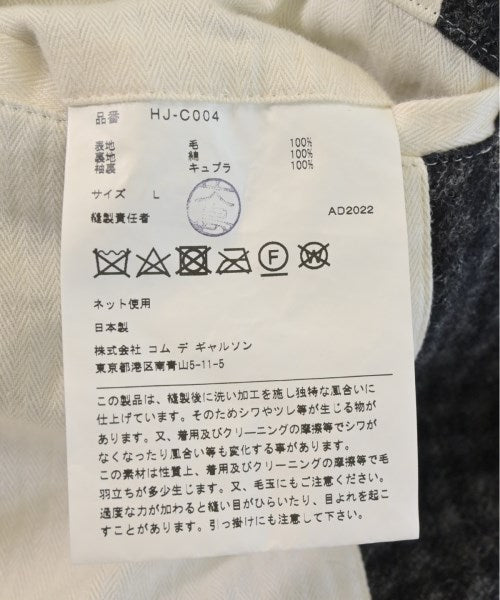 品番 HJ-C004
表地 毛 100%
裏地 綿 100%
袖裏 キュプラ 100%
サイズ L
縫製責任者
AD2022
F W
ネット使用
日本製
株式会社 コム デ ギャルソン
東京都港区南青山5-11-5
この製品は、縫製後に洗い加工を施し独特な風合いに
仕上げています。そのためシワやツレ等が生じる物が
あります。又、着用及びクリーニングの摩擦等でシワが
なくなったり風合い等も変化する事があります。
この素材は性質上、着用及びクリーニングの摩擦等で毛
羽立ちが多少生じます。又、毛玉にもご注意ください。
過度な力が加わると縫い目がひらいたり、目よれを起こ
すことがあります。引っ掛けにも注意して下さい。